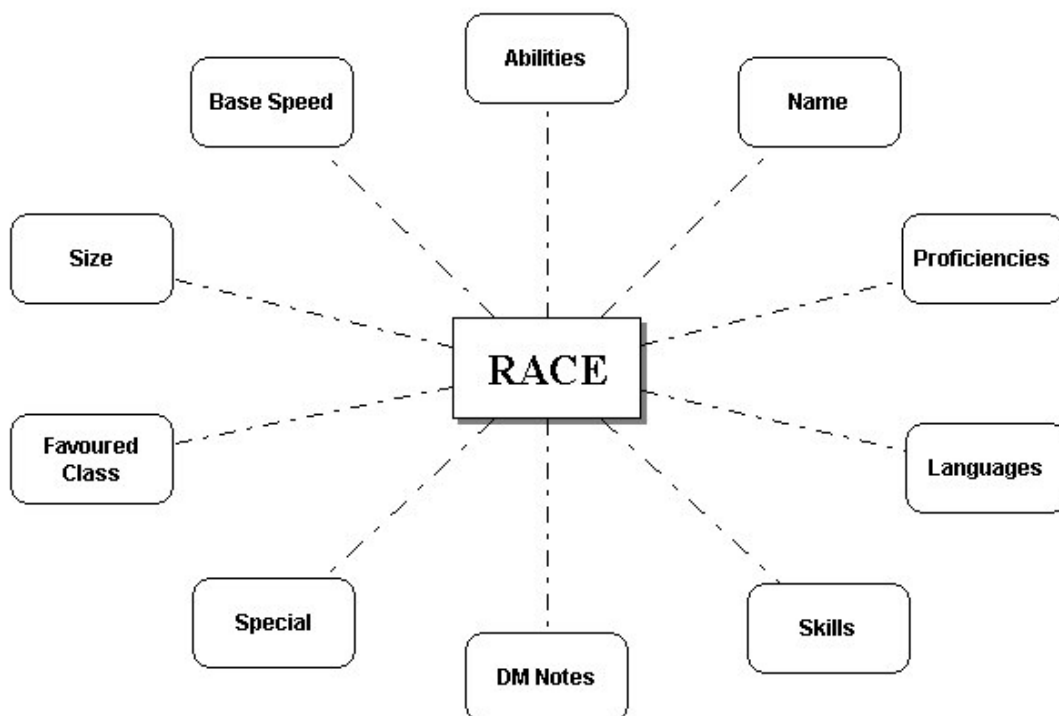 Abilities
Base Speed
Name
Size
Proficiencies
RACE
Favoured
Class
Languages
Special
Skills
DM Notes